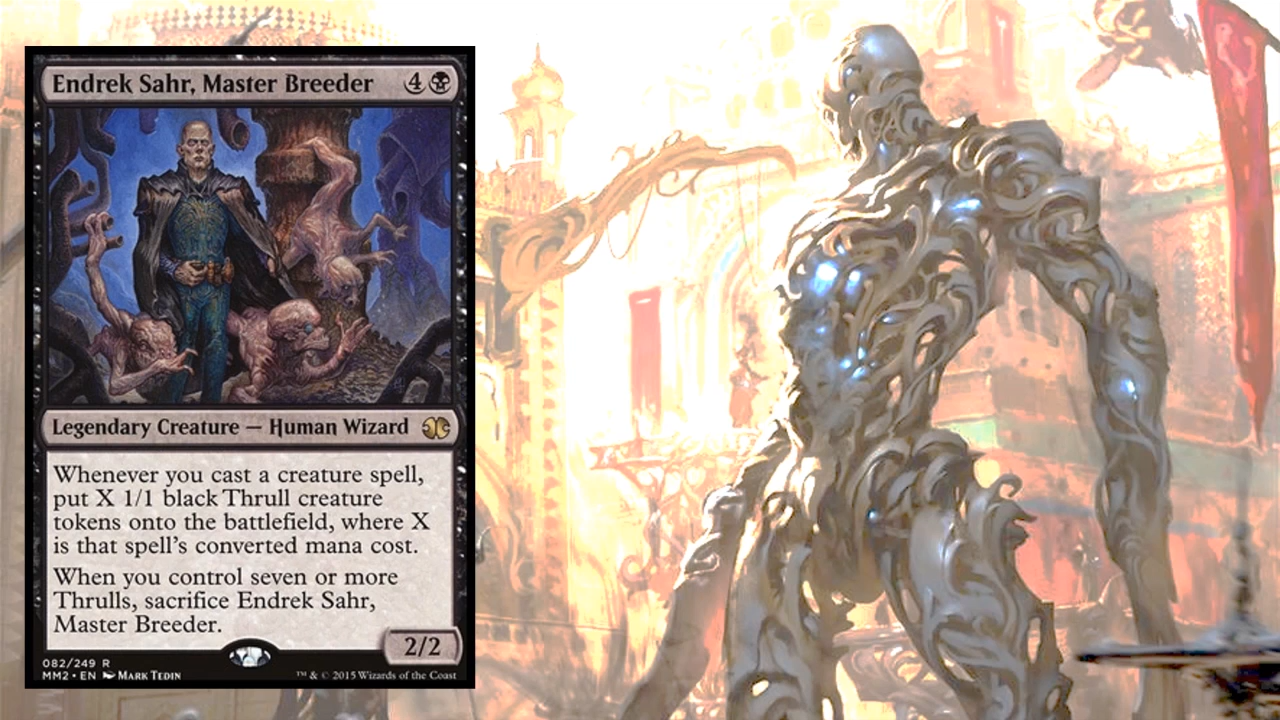 Endrek Sahr, Master Breeder 4
Legendary Creature — Human Wizard
Whenever you cast a creature spell,
put X 1/1 black Thrull creature
tokens onto the battlefield, where X
is that spell's converted mana cost.
When you control seven or more
Thrulls, sacrifice Endrek Sahr,
Master Breeder.
2/2
082/249 R
MM2 • EN Mark Tedin
™ & © 2015 Wizards of the Coast